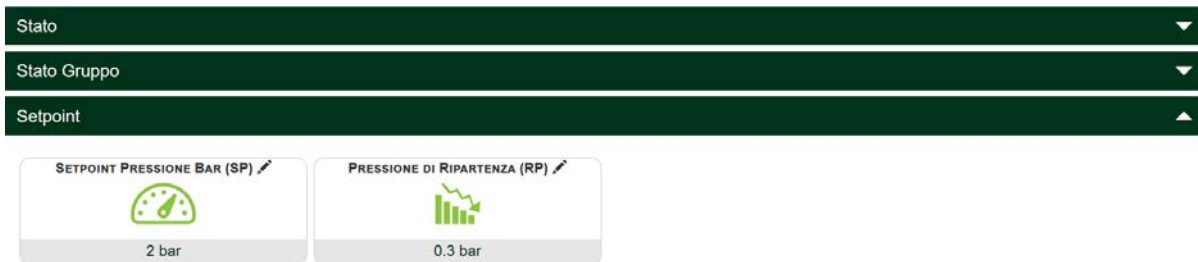 Stato
Stato Gruppo
Setpoint
SETPOINT PRESSIONE BAR (SP)
PRESSIONE DI RIPARTENZA (RP)
2 bar
0.3 bar